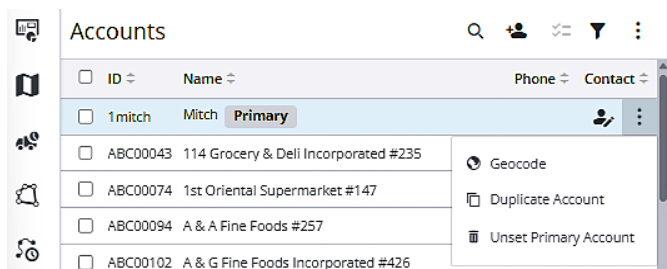 Accounts
ID Name Phone Contact
1mitch Mitch Primary
Geocode
Duplicate Account
Unset Primary Account
ABC00043 114 Grocery & Deli Incorporated #235
ABC00074 1st Oriental Supermarket #147
ABC00094 A & A Fine Foods #257
ABC00102 A & G Fine Foods Incorporated #426